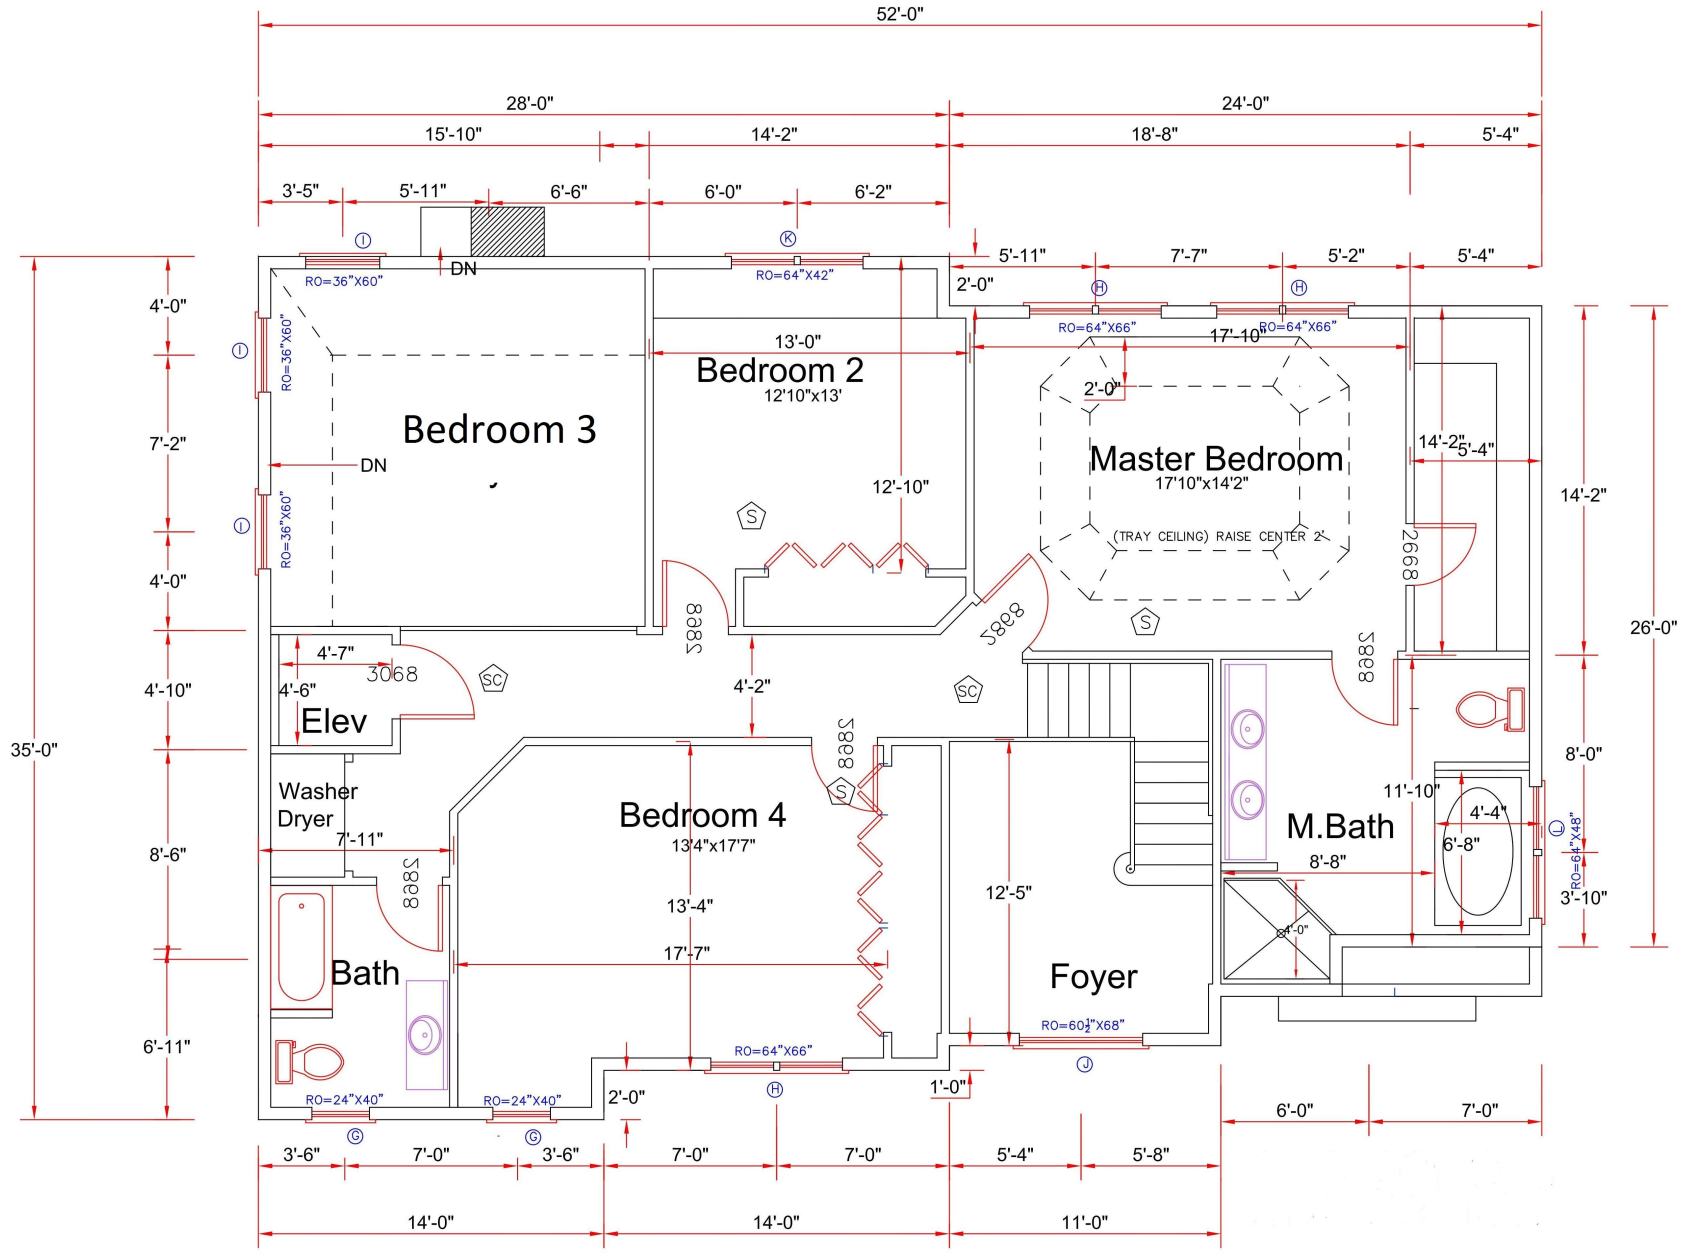 52'-0"
28'-0" 24'-0"
15'-10" 14'-2" 18'-8" 5'-4"
3'-5" 5'-11" 6'-6" 6'-0" 6'-2"
I K
5'-11" 7'-7" 5'-2" 5'-4"
DN
RO=36"X60" RO=64"X42"
2'-0" H H
4'-0"
RO=64"X66" RO=64"X66"
13'-0" 17'-10"
I RO=36"X60"
Bedroom 2
12'10"x13'
2'-0"
Bedroom 3
7'-2"
14'-2" 5'-4"
Master Bedroom
17'10"x14'2"
DN
12'-10" 14'-2"
S
I RO=36"X60"
(TRAY CEILING) RAISE CENTER 2'
2668
4'-0"
2868 2868 S
26'-0"
4'-7"
3068 SC
2868
4'-10" 4'-6" 4'-2" SC
Elev
35'-0"
2868
8'-0"
Washer
Dryer
S 11'-10"
Bedroom 4
13'4"x17'7"
M.Bath
4'-4"
L RO=64"X48"
7'-11"
8'-6" 6'-8"
8'-8"
2868
12'-5"
13'-4" 3'-10"
4'-0"
17'-7"
Bath Foyer
RO=60½"X68"
6'-11"
RO=64"X66" J
H 1'-0"
2'-0"
RO=24"X40" RO=24"X40"
6'-0" 7'-0"
G G
3'-6" 7'-0" 3'-6" 7'-0" 7'-0" 5'-4" 5'-8"
14'-0" 14'-0" 11'-0"